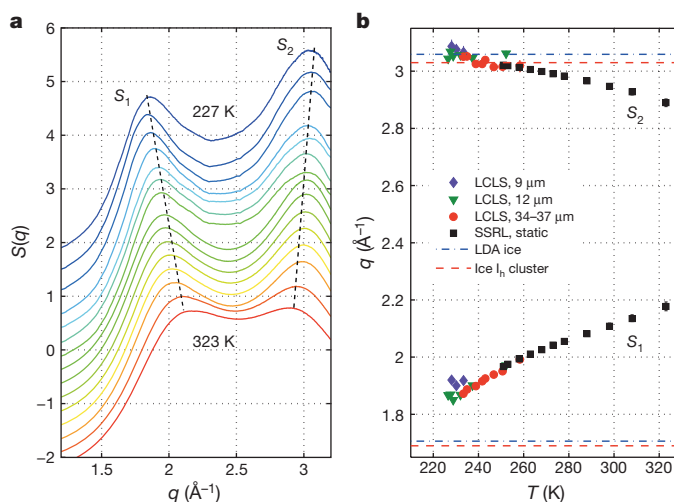 a
b
S₁
S₂
227 K
323 K
S(q)
6
5
4
3
2
1
0
−1
−2
1.5
2
2.5
3
q (Å⁻¹)
q (Å⁻¹)
3
2.8
2.6
2.4
2.2
2
1.8
S₂
LCLS, 9 µm
LCLS, 12 µm
LCLS, 34–37 µm
SSRL, static
LDA ice
Ice Iₕ cluster
S₁
220
240
260
280
300
320
T (K)